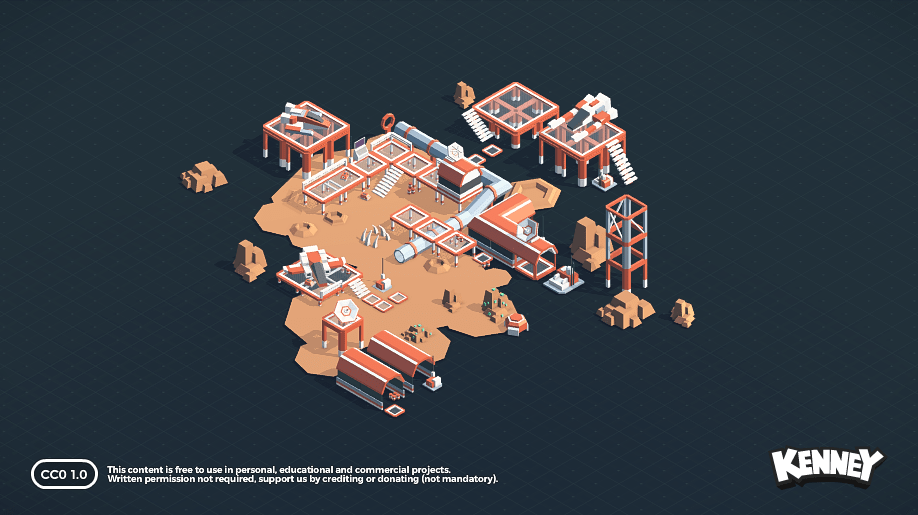 CC0 1.0
This content is free to use in personal, educational and commercial projects.
Written permission not required, support us by crediting or donating (not mandatory).
KENNEY